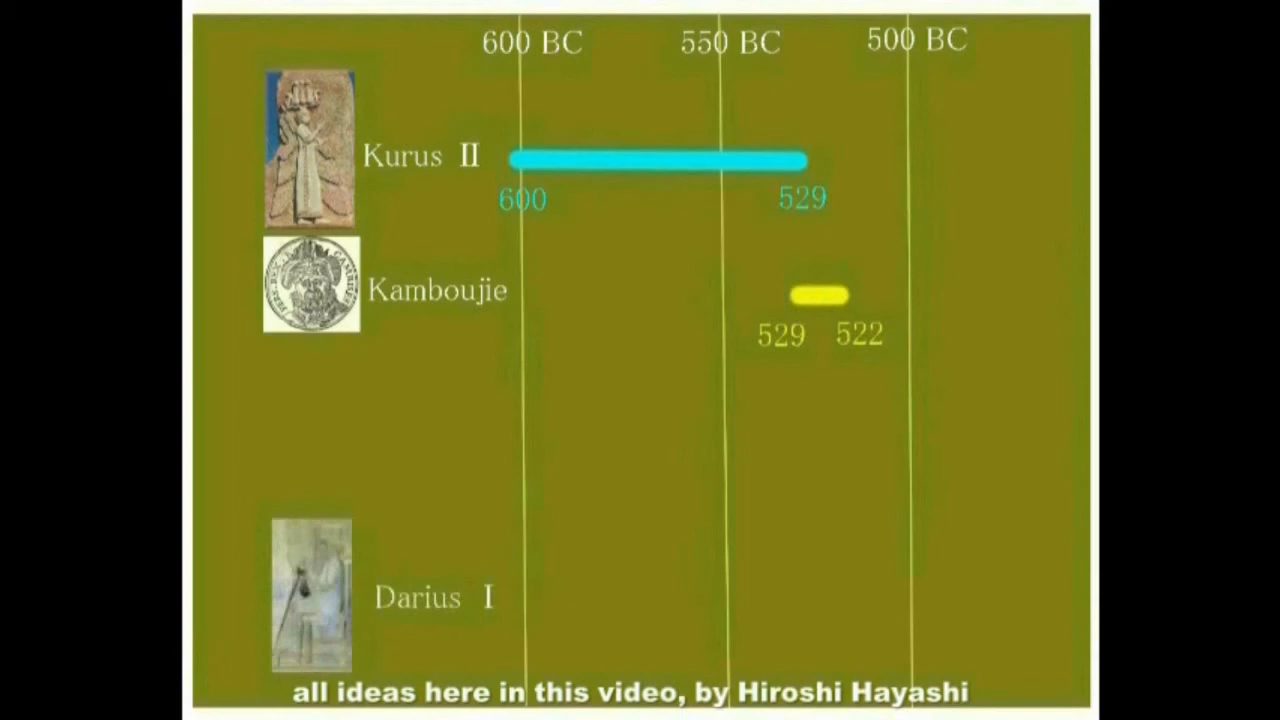 600 BC 550 BC 500 BC
Kurus II
600 529
Kamboujie
529 522
Darius I
all ideas here in this video, by Hiroshi Hayashi